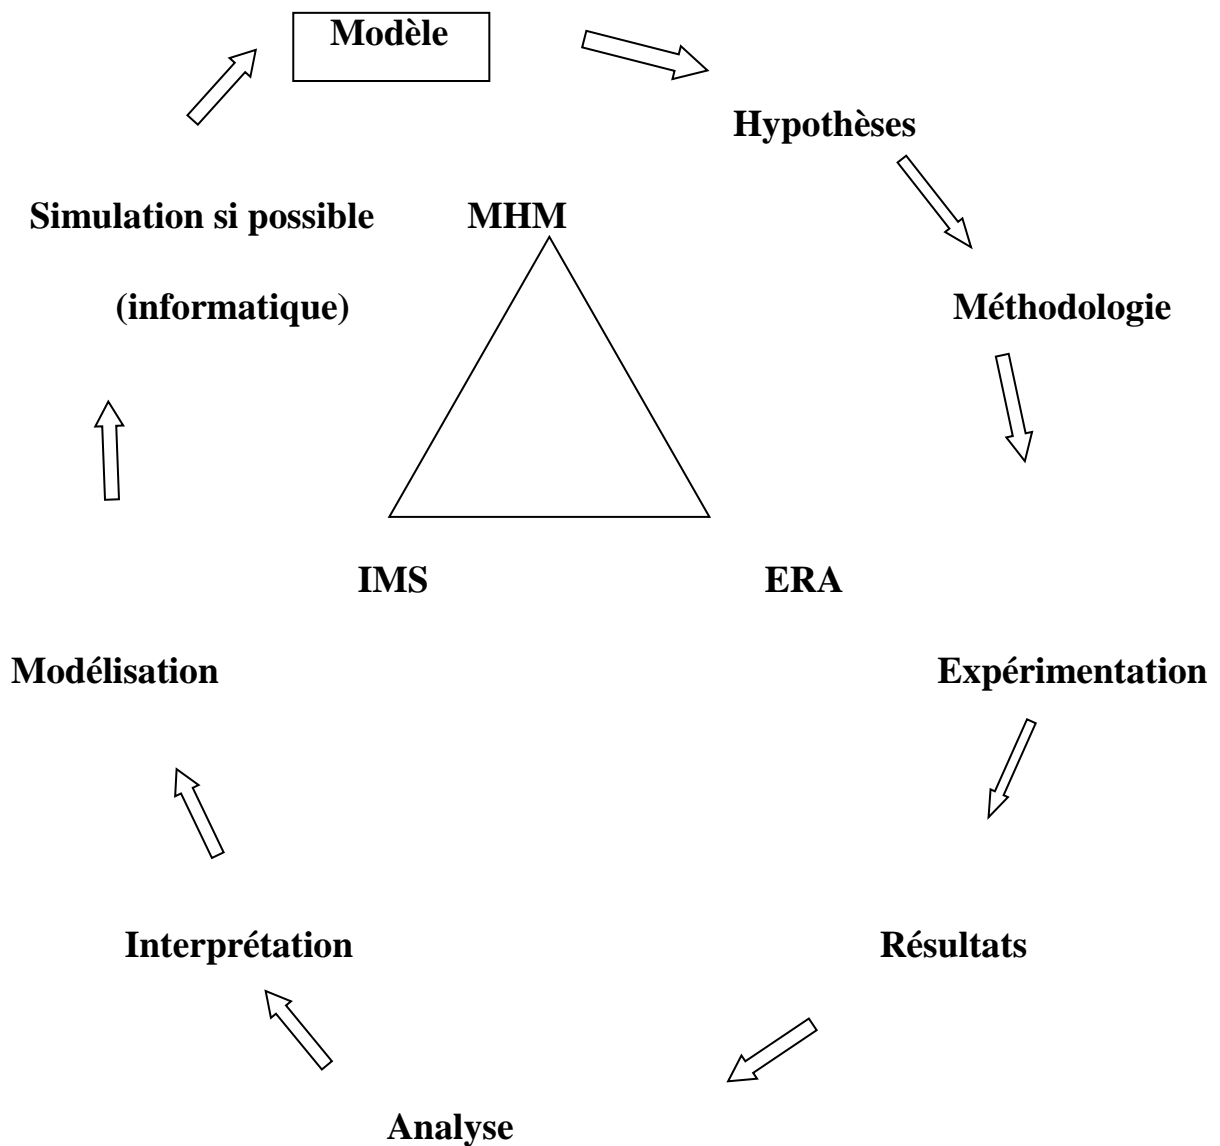 Modèle
Hypothèses
Simulation si possible
MHM
(informatique)
Méthodologie
IMS
ERA
Modélisation
Expérimentation
Interprétation
Résultats
Analyse